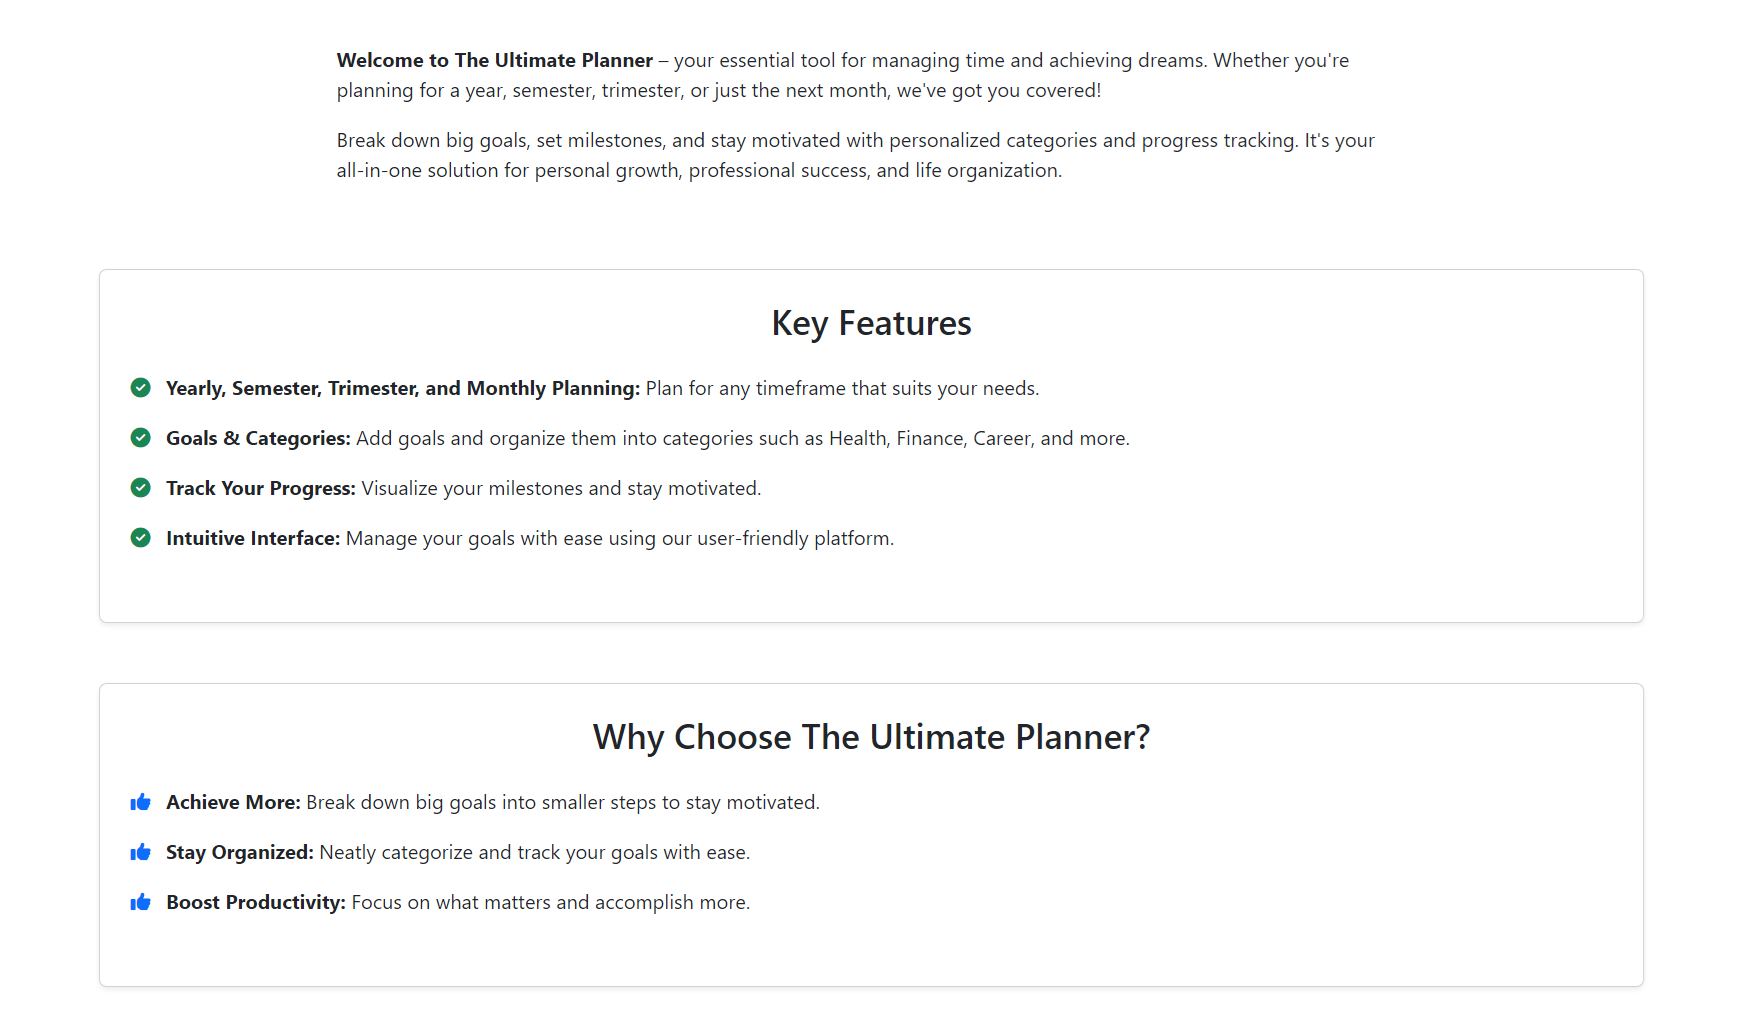 Welcome to The Ultimate Planner – your essential tool for managing time and achieving dreams. Whether you're
planning for a year, semester, trimester, or just the next month, we've got you covered!
Break down big goals, set milestones, and stay motivated with personalized categories and progress tracking. It's your
all-in-one solution for personal growth, professional success, and life organization.
Key Features
Yearly, Semester, Trimester, and Monthly Planning: Plan for any timeframe that suits your needs.
Goals & Categories: Add goals and organize them into categories such as Health, Finance, Career, and more.
Track Your Progress: Visualize your milestones and stay motivated.
Intuitive Interface: Manage your goals with ease using our user-friendly platform.
Why Choose The Ultimate Planner?
Achieve More: Break down big goals into smaller steps to stay motivated.
Stay Organized: Neatly categorize and track your goals with ease.
Boost Productivity: Focus on what matters and accomplish more.